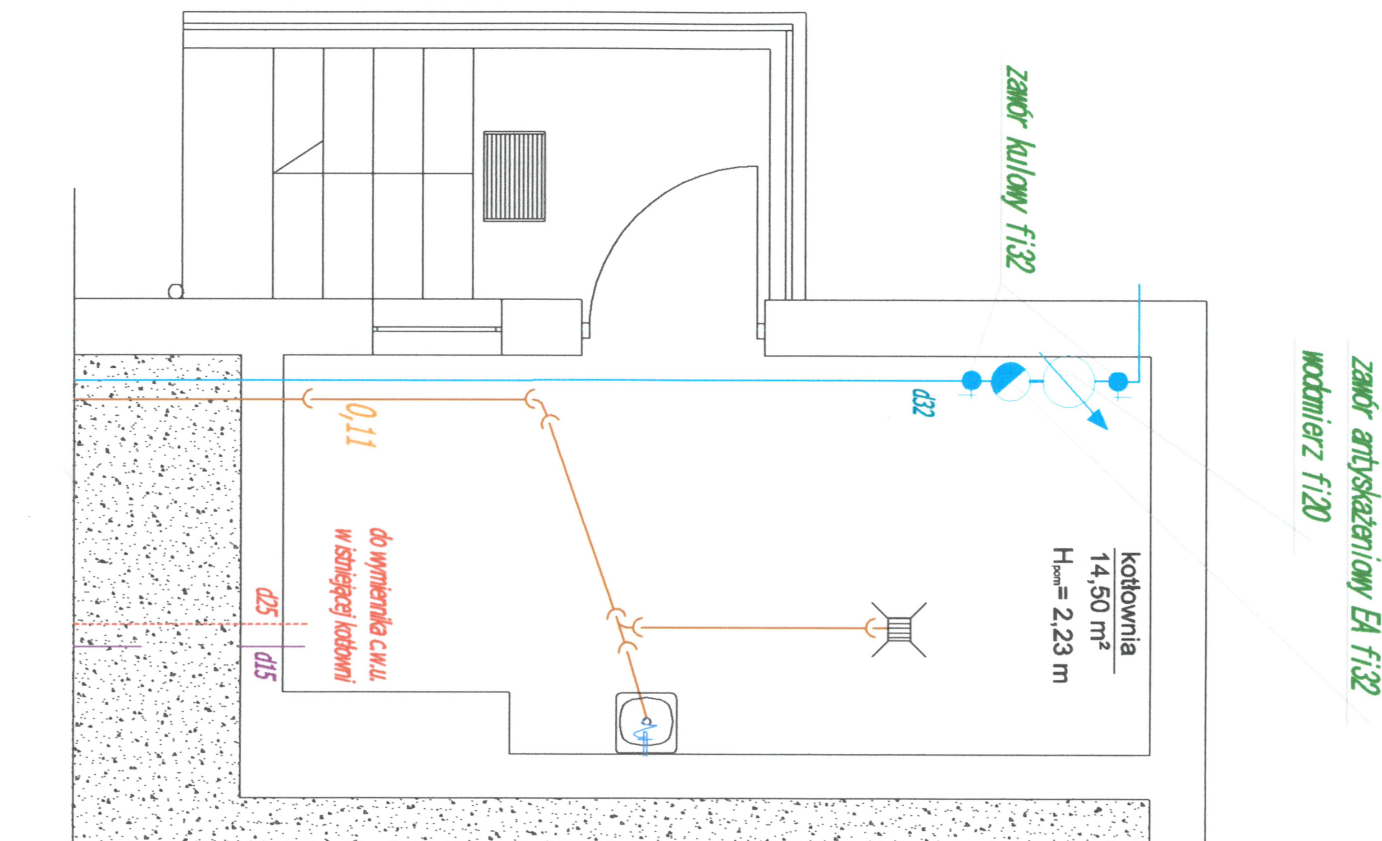 zawór antyskażeniowy EA fi32
wodomierz fi20
zawór kulowy fi32
kotłownia
14,50 m²
Hpom= 2,23 m
d32
0,11
do wymiennika c.w.u.
w istniejącej kotłowni
d25
d15